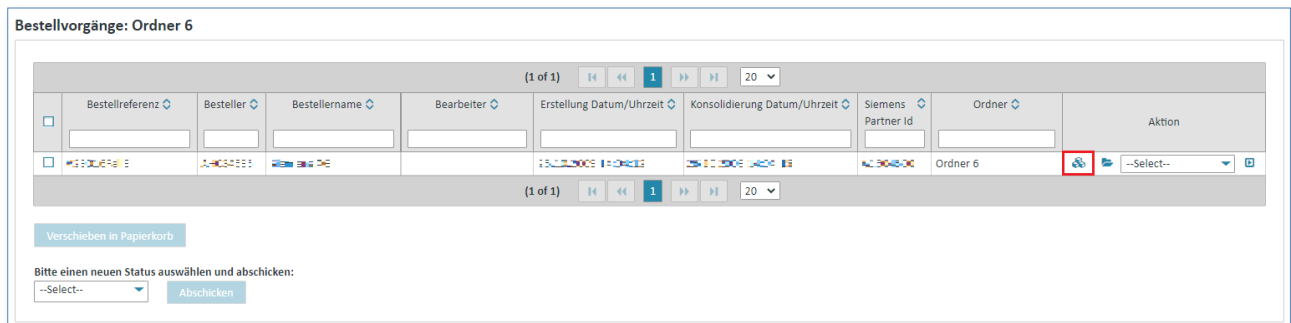 Bestellvorgänge: Ordner 6
(1 of 1) 1 20
Bestellreferenz Besteller Bestellername Bearbeiter Erstellung Datum/Uhrzeit Konsolidierung Datum/Uhrzeit Siemens Partner Id Ordner Aktion
Ordner 6 --Select--
(1 of 1) 1 20
Verschieben in Papierkorb
Bitte einen neuen Status auswählen und abschicken:
--Select-- Abschicken